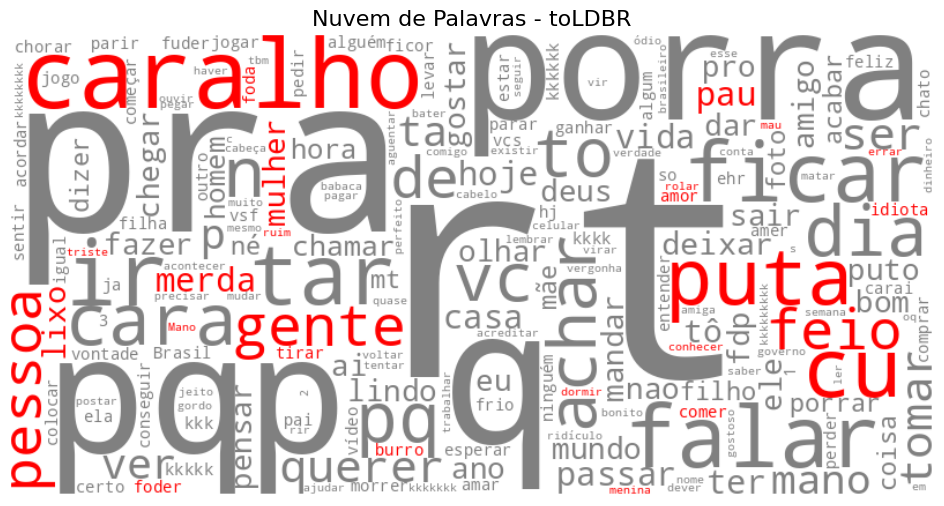 Nuvem de Palavras - toLDBR
chorar parir fuder jogar alguém ficor gostar estar seguir kkkkkk porra ódio algum brasileiro esse pro feliz
kkkkkkkk jogo começar tbm haver foda pedir levar vir pau amigo acabar chato
caralho ouvir pegar bater ta parar ganhar vida dar mau foto ser
acordar pra outro c cabeça mulher hora aguentar comigo vcs existir to verdade conta errar dinheiro
dizer chegar homem n muito babaca pagar de hoje deus so rolar amor ehr matar ficar
sentir filha vsf mesmo ruim perfeito cabelo hj celular kkkk sair idiota
triste igual fazer p né chamar olhar lembrar virar deixar amer dia
ir acontecer tar mt vc mãe vergonha entender s puto
ja merda precisar mudar quase rt achar puta carai bom
pessoa lixo 3 cara Mano gente casa acreditar mandar amiga kkkkkkkkk semana oq comprar
vontade Brasil tirar voltar tentar tô conhecer fdp feio governo
colocar pqp conseguir jeito ai q eu ninguém nao filho saber ele 1 ler cu
postar ela gordo 2 lindo frio dormir bonito comer gostoso porrar tomar
kkk pai rir vídeo pq trabalhar ridículo falar perder coisa
ver kkkkk pensar querer burro esperar ano mundo passar nome ter mano
certo foder ajudar morrer kkkkkkk amar menina dever em